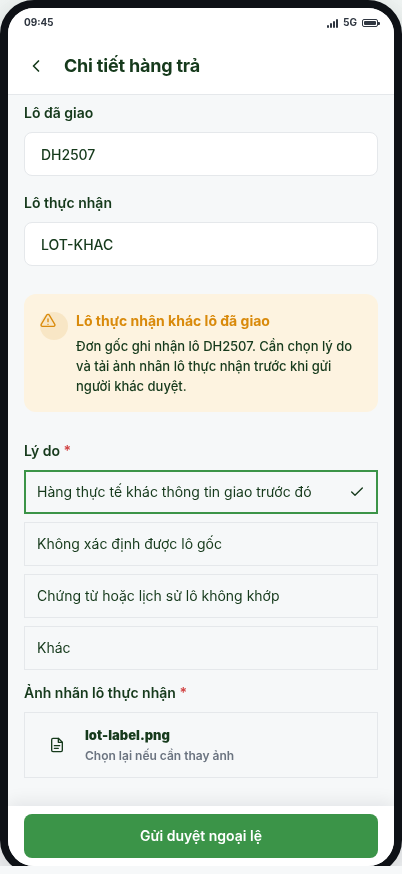 09:45
5G
Chi tiết hàng trả
Lô đã giao
DH2507
Lô thực nhận
LOT-KHAC
Lô thực nhận khác lô đã giao
Đơn gốc ghi nhận lô DH2507. Cần chọn lý do
và tải ảnh nhãn lô thực nhận trước khi gửi
người khác duyệt.
Lý do *
Hàng thực tế khác thông tin giao trước đó
Không xác định được lô gốc
Chứng từ hoặc lịch sử lô không khớp
Khác
Ảnh nhãn lô thực nhận *
lot-label.png
Chọn lại nếu cần thay ảnh
Gửi duyệt ngoại lệ